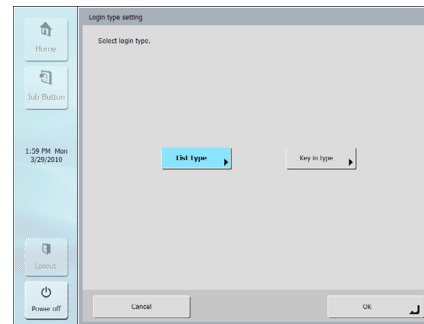 Login type setting
Select login type.
Home
Job Button
1:59 PM Mon
3/29/2010
List type
Key in type
Logout
Power off
Cancel
OK